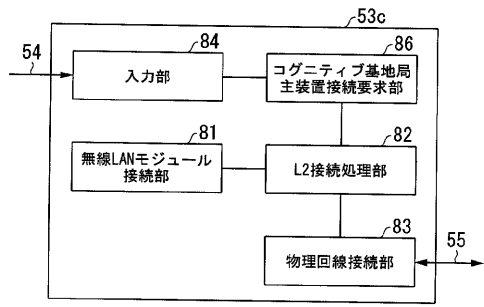 53c
54
84
入力部
86
コグニティブ基地局
主装置接続要求部
81
無線LANモジュール
接続部
82
L2接続処理部
83
物理回線接続部
55